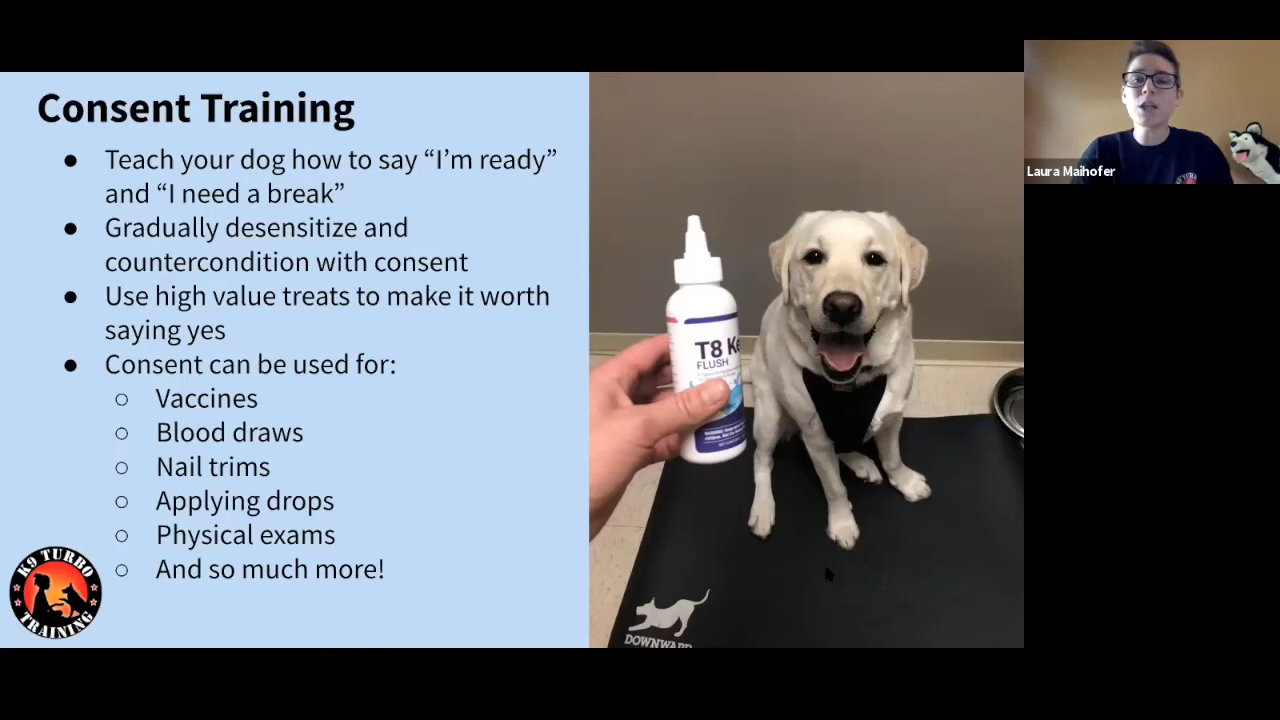 Consent Training
● Teach your dog how to say “I’m ready”
and “I need a break”
● Gradually desensitize and
countercondition with consent
● Use high value treats to make it worth
saying yes
● Consent can be used for:
○ Vaccines
○ Blood draws
○ Nail trims
○ Applying drops
○ Physical exams
○ And so much more!
K9 TURBO
TRAINING
T8 Ke
FLUSH
DOWNWARD
Laura Maihofer